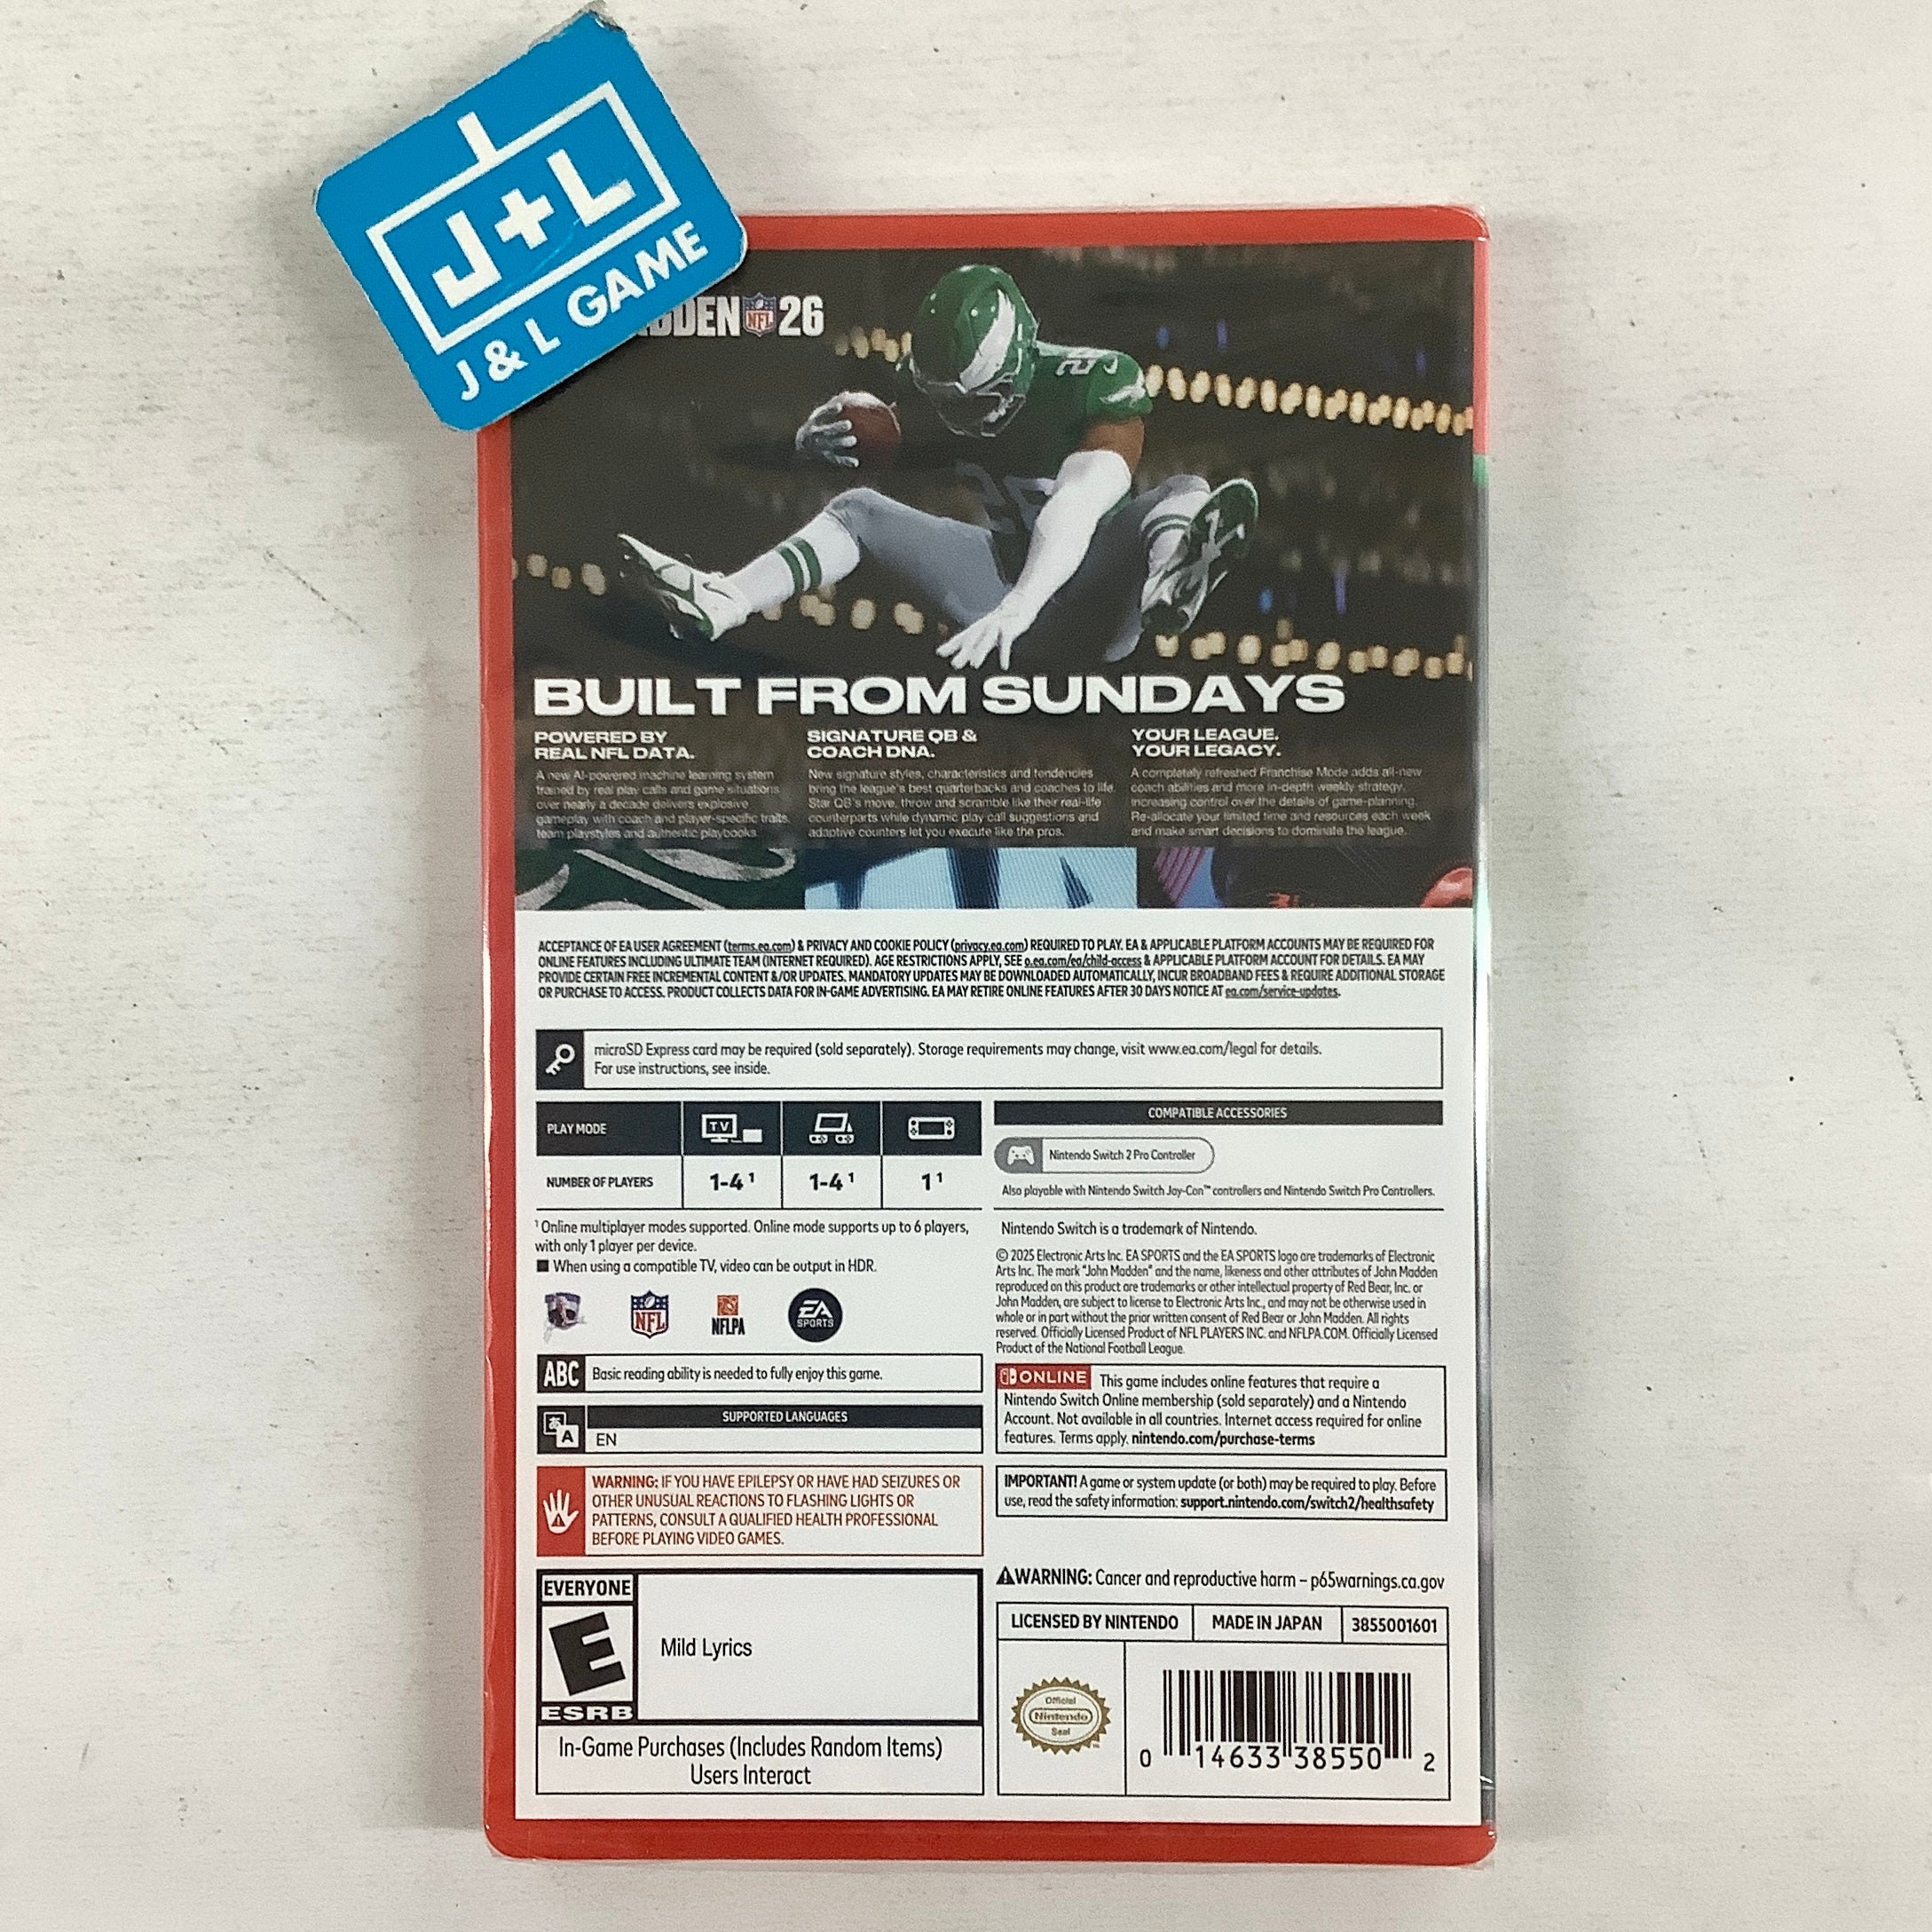 J+L
J & L GAME
DDEN NFL 26
BUILT FROM SUNDAYS
POWERED BY
REAL NFL DATA.
A new AI-powered machine learning system
trained by real play calls and game situations
over nearly a decade delivers explosive
gameplay with coach and player-specific traits,
team playstyles and authentic playbooks.
SIGNATURE QB &
COACH DNA.
New signature styles, characteristics and tendencies
bring the league's best quarterbacks and coaches to life.
Star QB's move, throw and scramble like their real-life
counterparts while dynamic play call suggestions and
adaptive counters let you execute like the pros.
YOUR LEAGUE.
YOUR LEGACY.
A completely refreshed Franchise Mode adds all-new
coach abilities and more in-depth weekly strategy,
increasing control over the details of game-planning.
Re-allocate your limited time and resources each week
and make smart decisions to dominate the league.
ACCEPTANCE OF EA USER AGREEMENT (terms.ea.com) & PRIVACY AND COOKIE POLICY (privacy.ea.com) REQUIRED TO PLAY. EA & APPLICABLE PLATFORM ACCOUNTS MAY BE REQUIRED FOR
ONLINE FEATURES INCLUDING ULTIMATE TEAM (INTERNET REQUIRED). AGE RESTRICTIONS APPLY, SEE o.ea.com/ea/child-access & APPLICABLE PLATFORM ACCOUNT FOR DETAILS. EA MAY
PROVIDE CERTAIN FREE INCREMENTAL CONTENT &/OR UPDATES. MANDATORY UPDATES MAY BE DOWNLOADED AUTOMATICALLY, INCUR BROADBAND FEES & REQUIRE ADDITIONAL STORAGE
OR PURCHASE TO ACCESS. PRODUCT COLLECTS DATA FOR IN-GAME ADVERTISING. EA MAY RETIRE ONLINE FEATURES AFTER 30 DAYS NOTICE AT ea.com/service-updates.
microSD Express card may be required (sold separately). Storage requirements may change, visit www.ea.com/legal for details.
For use instructions, see inside.
PLAY MODE
TV
NUMBER OF PLAYERS
1-4 ¹
1-4 ¹
1 ¹
¹ Online multiplayer modes supported. Online mode supports up to 6 players,
with only 1 player per device.
■ When using a compatible TV, video can be output in HDR.
NFL
NFLPA
EA SPORTS
ABC
Basic reading ability is needed to fully enjoy this game.
あA
SUPPORTED LANGUAGES
EN
WARNING: IF YOU HAVE EPILEPSY OR HAVE HAD SEIZURES OR
OTHER UNUSUAL REACTIONS TO FLASHING LIGHTS OR
PATTERNS, CONSULT A QUALIFIED HEALTH PROFESSIONAL
BEFORE PLAYING VIDEO GAMES.
EVERYONE
E
ESRB
Mild Lyrics
In-Game Purchases (Includes Random Items)
Users Interact
COMPATIBLE ACCESSORIES
Nintendo Switch 2 Pro Controller
Also playable with Nintendo Switch Joy-Con™ controllers and Nintendo Switch Pro Controllers.
Nintendo Switch is a trademark of Nintendo.
© 2025 Electronic Arts Inc. EA SPORTS and the EA SPORTS logo are trademarks of Electronic
Arts Inc. The mark "John Madden" and the name, likeness and other attributes of John Madden
reproduced on this product are trademarks or other intellectual property of Red Bear, Inc. or
John Madden, are subject to license to Electronic Arts Inc., and may not be otherwise used in
whole or in part without the prior written consent of Red Bear or John Madden. All rights
reserved. Officially Licensed Product of NFL PLAYERS INC. and NFLPA.COM. Officially Licensed
Product of the National Football League.
ONLINE This game includes online features that require a
Nintendo Switch Online membership (sold separately) and a Nintendo
Account. Not available in all countries. Internet access required for online
features. Terms apply. nintendo.com/purchase-terms
IMPORTANT! A game or system update (or both) may be required to play. Before
use, read the safety information: support.nintendo.com/switch2/healthsafety
⚠WARNING: Cancer and reproductive harm – p65warnings.ca.gov
LICENSED BY NINTENDO
MADE IN JAPAN
3855001601
Official
Nintendo
Seal
0 14633 38550 2